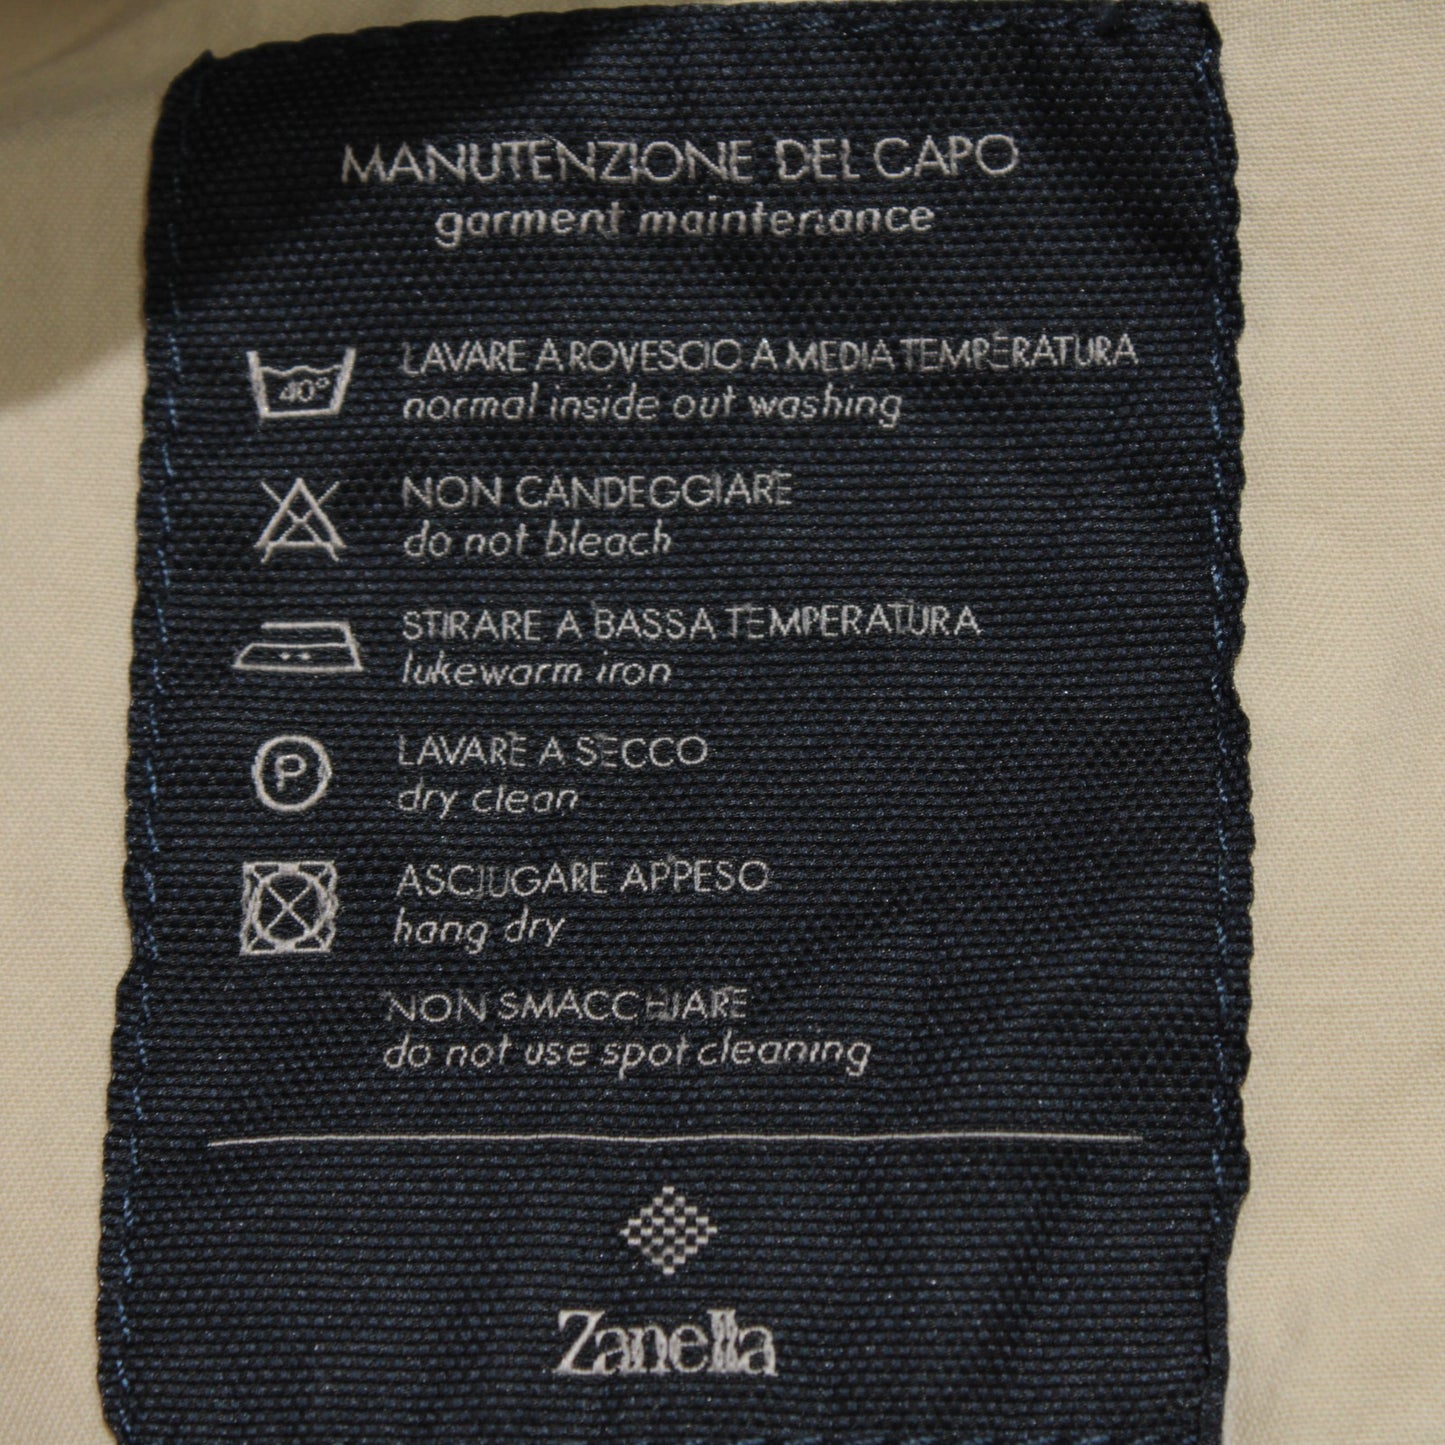 MANUTENZIONE DEL CAPO
garment maintenance
40°
LAVARE A ROVESCIO A MEDIA TEMPERATURA
normal inside out washing
NON CANDEGGIARE
do not bleach
STIRARE A BASSA TEMPERATURA
lukewarm iron
P
LAVARE A SECCO
dry clean
ASCIUGARE APPESO
hang dry
NON SMACCHIARE
do not use spot cleaning
Zanella